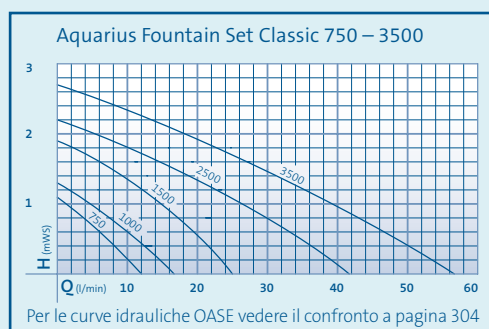 Aquarius Fountain Set Classic 750 – 3500
3
2
1
H (mWS)
750
1000
1500
2500
3500
Q (l/min) 10 20 30 40 50 60
Per le curve idrauliche OASE vedere il confronto a pagina 304